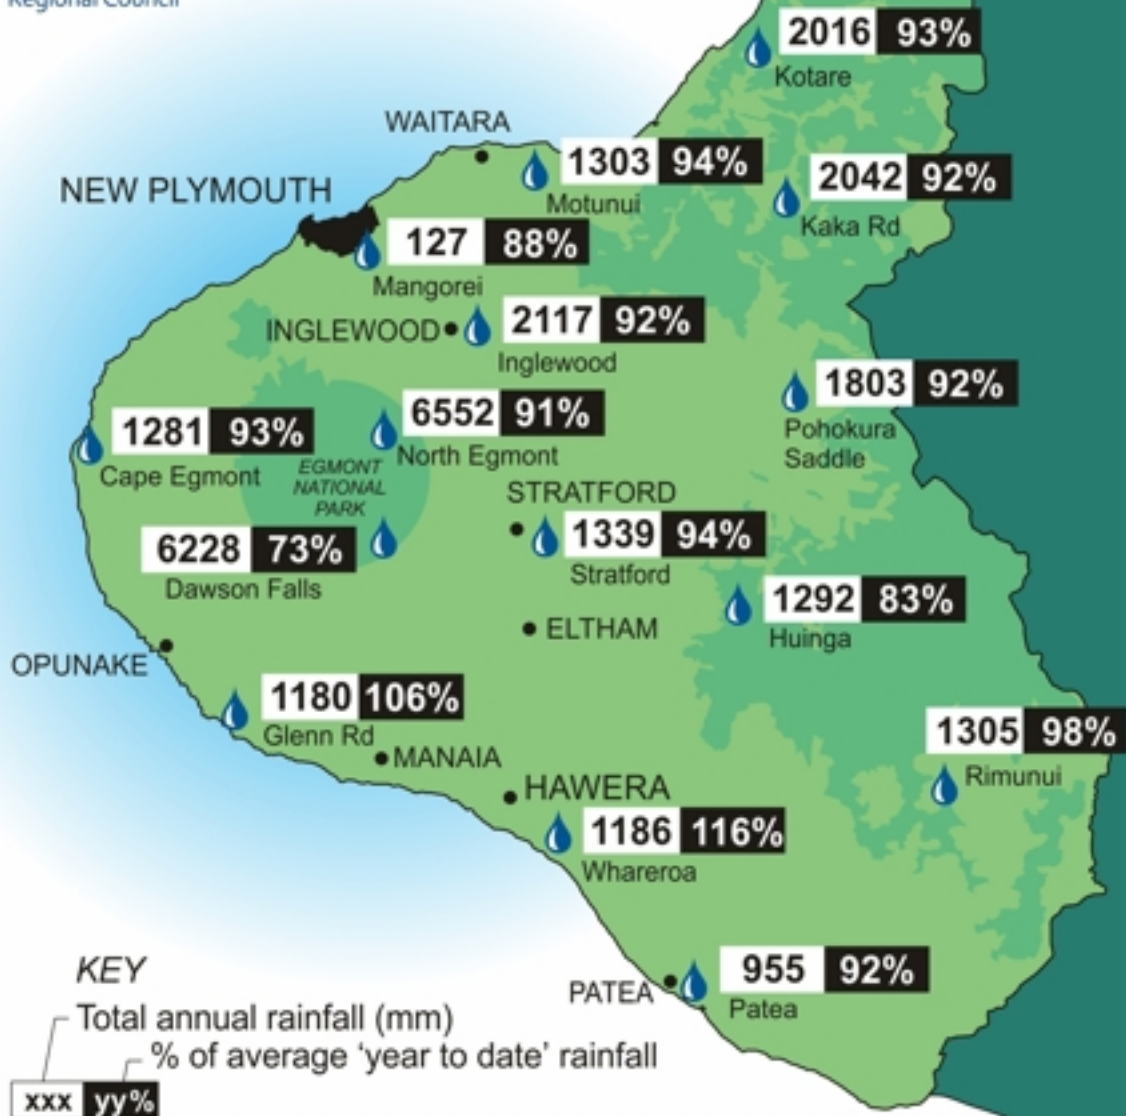 Regional Council
2016 93%
Kotare
WAITARA
1303 94%
Motunui
2042 92%
Kaka Rd
NEW PLYMOUTH
127 88%
Mangorei
INGLEWOOD
2117 92%
Inglewood
1803 92%
Pohokura
Saddle
1281 93%
Cape Egmont
6552 91%
North Egmont
EGMONT
NATIONAL
PARK
STRATFORD
1339 94%
Stratford
6228 73%
Dawson Falls
1292 83%
Huinga
ELTHAM
OPUNAKE
1180 106%
Glenn Rd
MANAIA
1305 98%
Rimunui
HAWERA
1186 116%
Whareroa
955 92%
PATEA
Patea
KEY
Total annual rainfall (mm)
% of average ‘year to date’ rainfall
xxx yy%